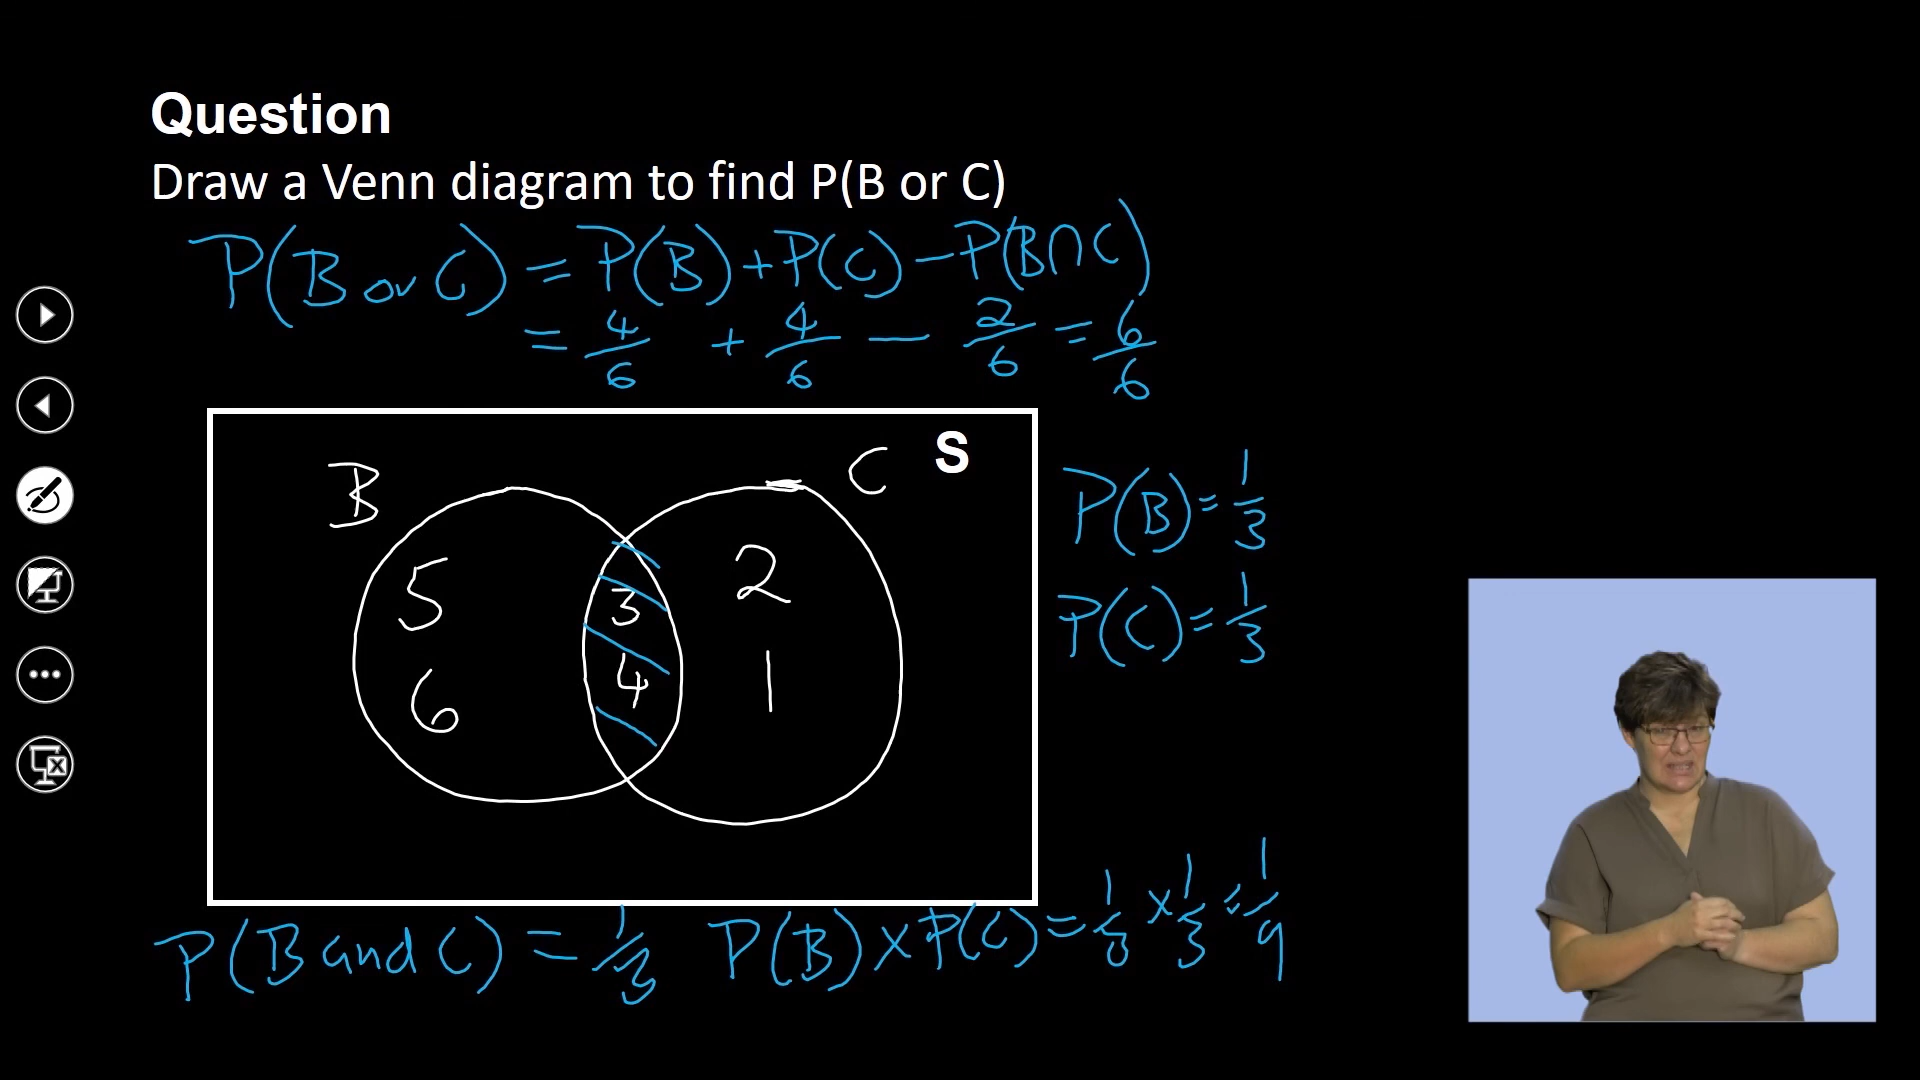 Question
Draw a Venn diagram to find P(B or C)
P(B or C) = P(B) + P(C) - P(B∩C)
= 4/6 + 4/6 - 2/6 = 6/6
S
B
C
5
3
2
6
4
1
P(B) = 1/3
P(C) = 1/3
P(B and C) = 1/3
P(B) × P(C) = 1/3 × 1/3 = 1/9